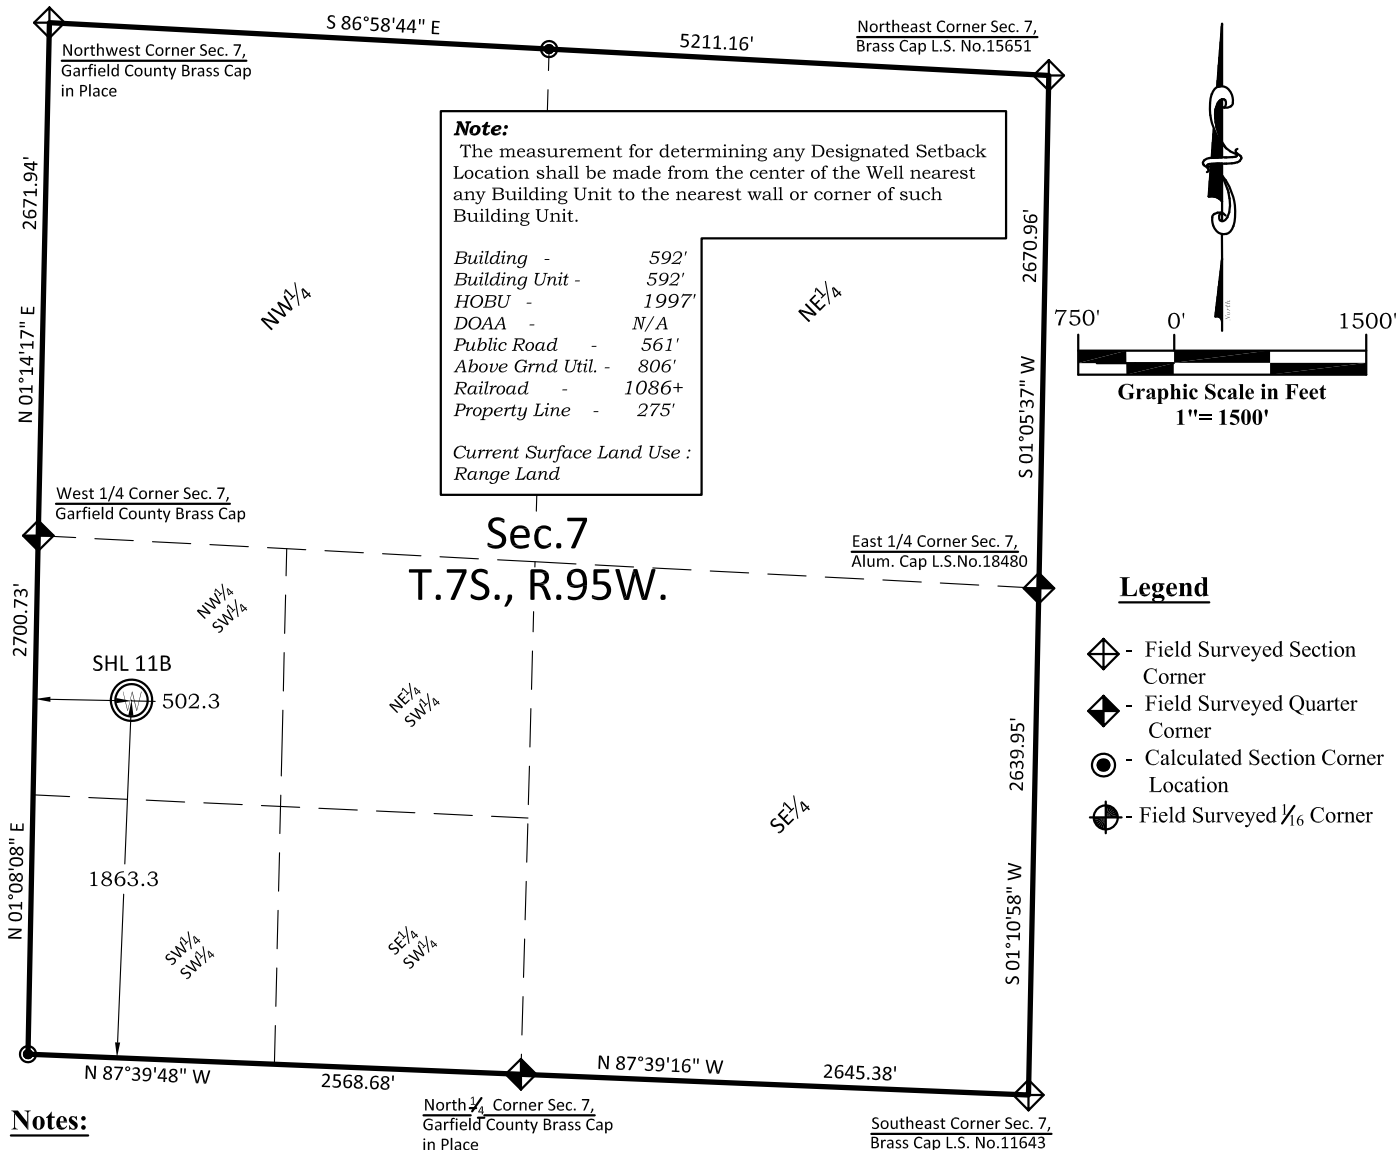 S 86°58'44" E
5211.16'
Northeast Corner Sec. 7,
Brass Cap L.S. No.15651
Northwest Corner Sec. 7,
Garfield County Brass Cap
in Place
Note:
The measurement for determining any Designated Setback
Location shall be made from the center of the Well nearest
any Building Unit to the nearest wall or corner of such
Building Unit.
Building - 592'
Building Unit - 592'
HOBU - 1997'
DOAA - N/A
Public Road - 561'
Above Grnd Util. - 806'
Railroad - 1086+
Property Line - 275'
Current Surface Land Use :
Range Land
2671.94'
N 01°14'17" E
NW1/4
NE1/4
2670.96'
S 01°05'37" W
North
750' 0' 1500'
Graphic Scale in Feet
1"= 1500'
West 1/4 Corner Sec. 7,
Garfield County Brass Cap
Sec.7
T.7S., R.95W.
East 1/4 Corner Sec. 7,
Alum. Cap L.S.No.18480
Legend
- Field Surveyed Section
Corner
- Field Surveyed Quarter
Corner
- Calculated Section Corner
Location
- Field Surveyed 1/16 Corner
2700.73'
N 01°08'08" E
NW1/4
SW1/4
SHL 11B
W
502.3
NE1/4
SW1/4
1863.3
SW1/4
SW1/4
SE1/4
SW1/4
SE1/4
2639.95'
S 01°10'58" W
N 87°39'48" W
2568.68'
N 87°39'16" W
2645.38'
North 1/4 Corner Sec. 7,
Garfield County Brass Cap
in Place
Southeast Corner Sec. 7,
Brass Cap L.S. No.11643
Notes: